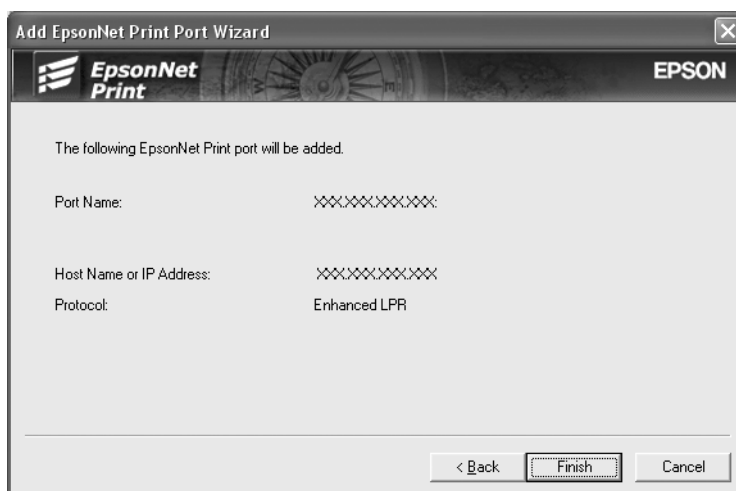 Add EpsonNet Print Port Wizard
EpsonNet
Print
EPSON
The following EpsonNet Print port will be added.
Port Name: XXX.XXX.XXX.XXX:
Host Name or IP Address: XXX.XXX.XXX.XXX
Protocol: Enhanced LPR
< Back Finish Cancel